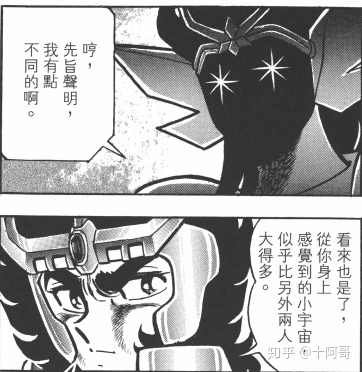 哼，
先旨聲明，
我有點
不同的啊。
看來也是了，
從你身上
感覺到的小宇宙，
似乎比另外兩人
大得多。
知乎 @十阿哥